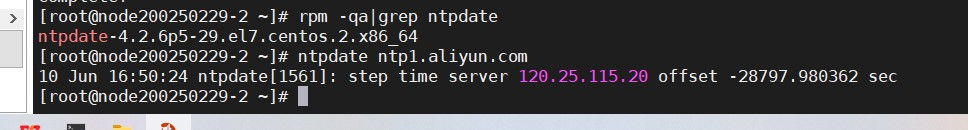 complete!
[root@node200250229-2 ~]# rpm -qa|grep ntpdate
ntpdate-4.2.6p5-29.el7.centos.2.x86_64
[root@node200250229-2 ~]# ntpdate ntp1.aliyun.com
10 Jun 16:50:24 ntpdate[1561]: step time server 120.25.115.20 offset -28797.980362 sec
[root@node200250229-2 ~]#